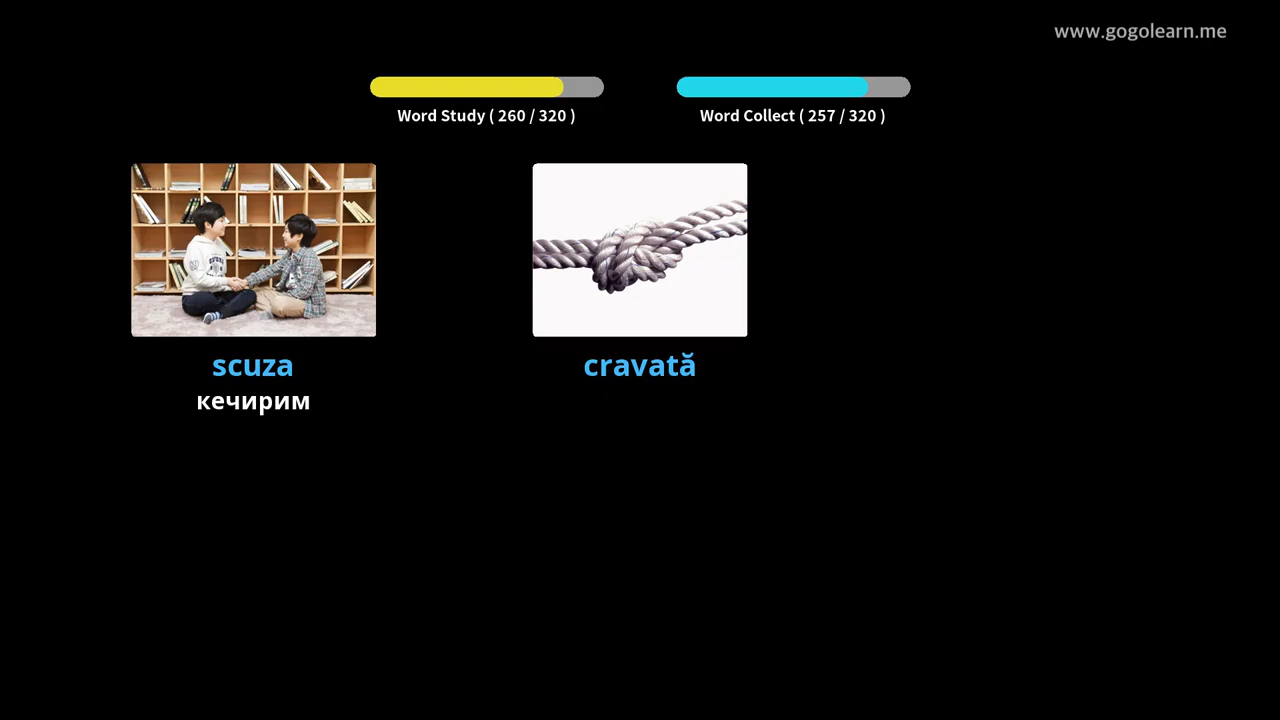 www.gogolearn.me
Word Study ( 260 / 320 )
Word Collect ( 257 / 320 )
scuza
кечирим
cravată